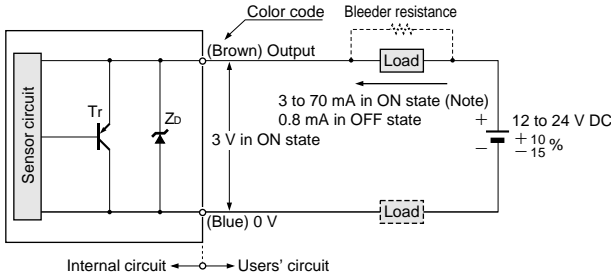 Color code
Bleeder resistance
(Brown) Output
Load
Sensor circuit
Tr
ZD
3 V in ON state
3 to 70 mA in ON state (Note)
0.8 mA in OFF state
+
−
12 to 24 V DC
+ 10
− 15 %
(Blue) 0 V
Load
Internal circuit
Users' circuit